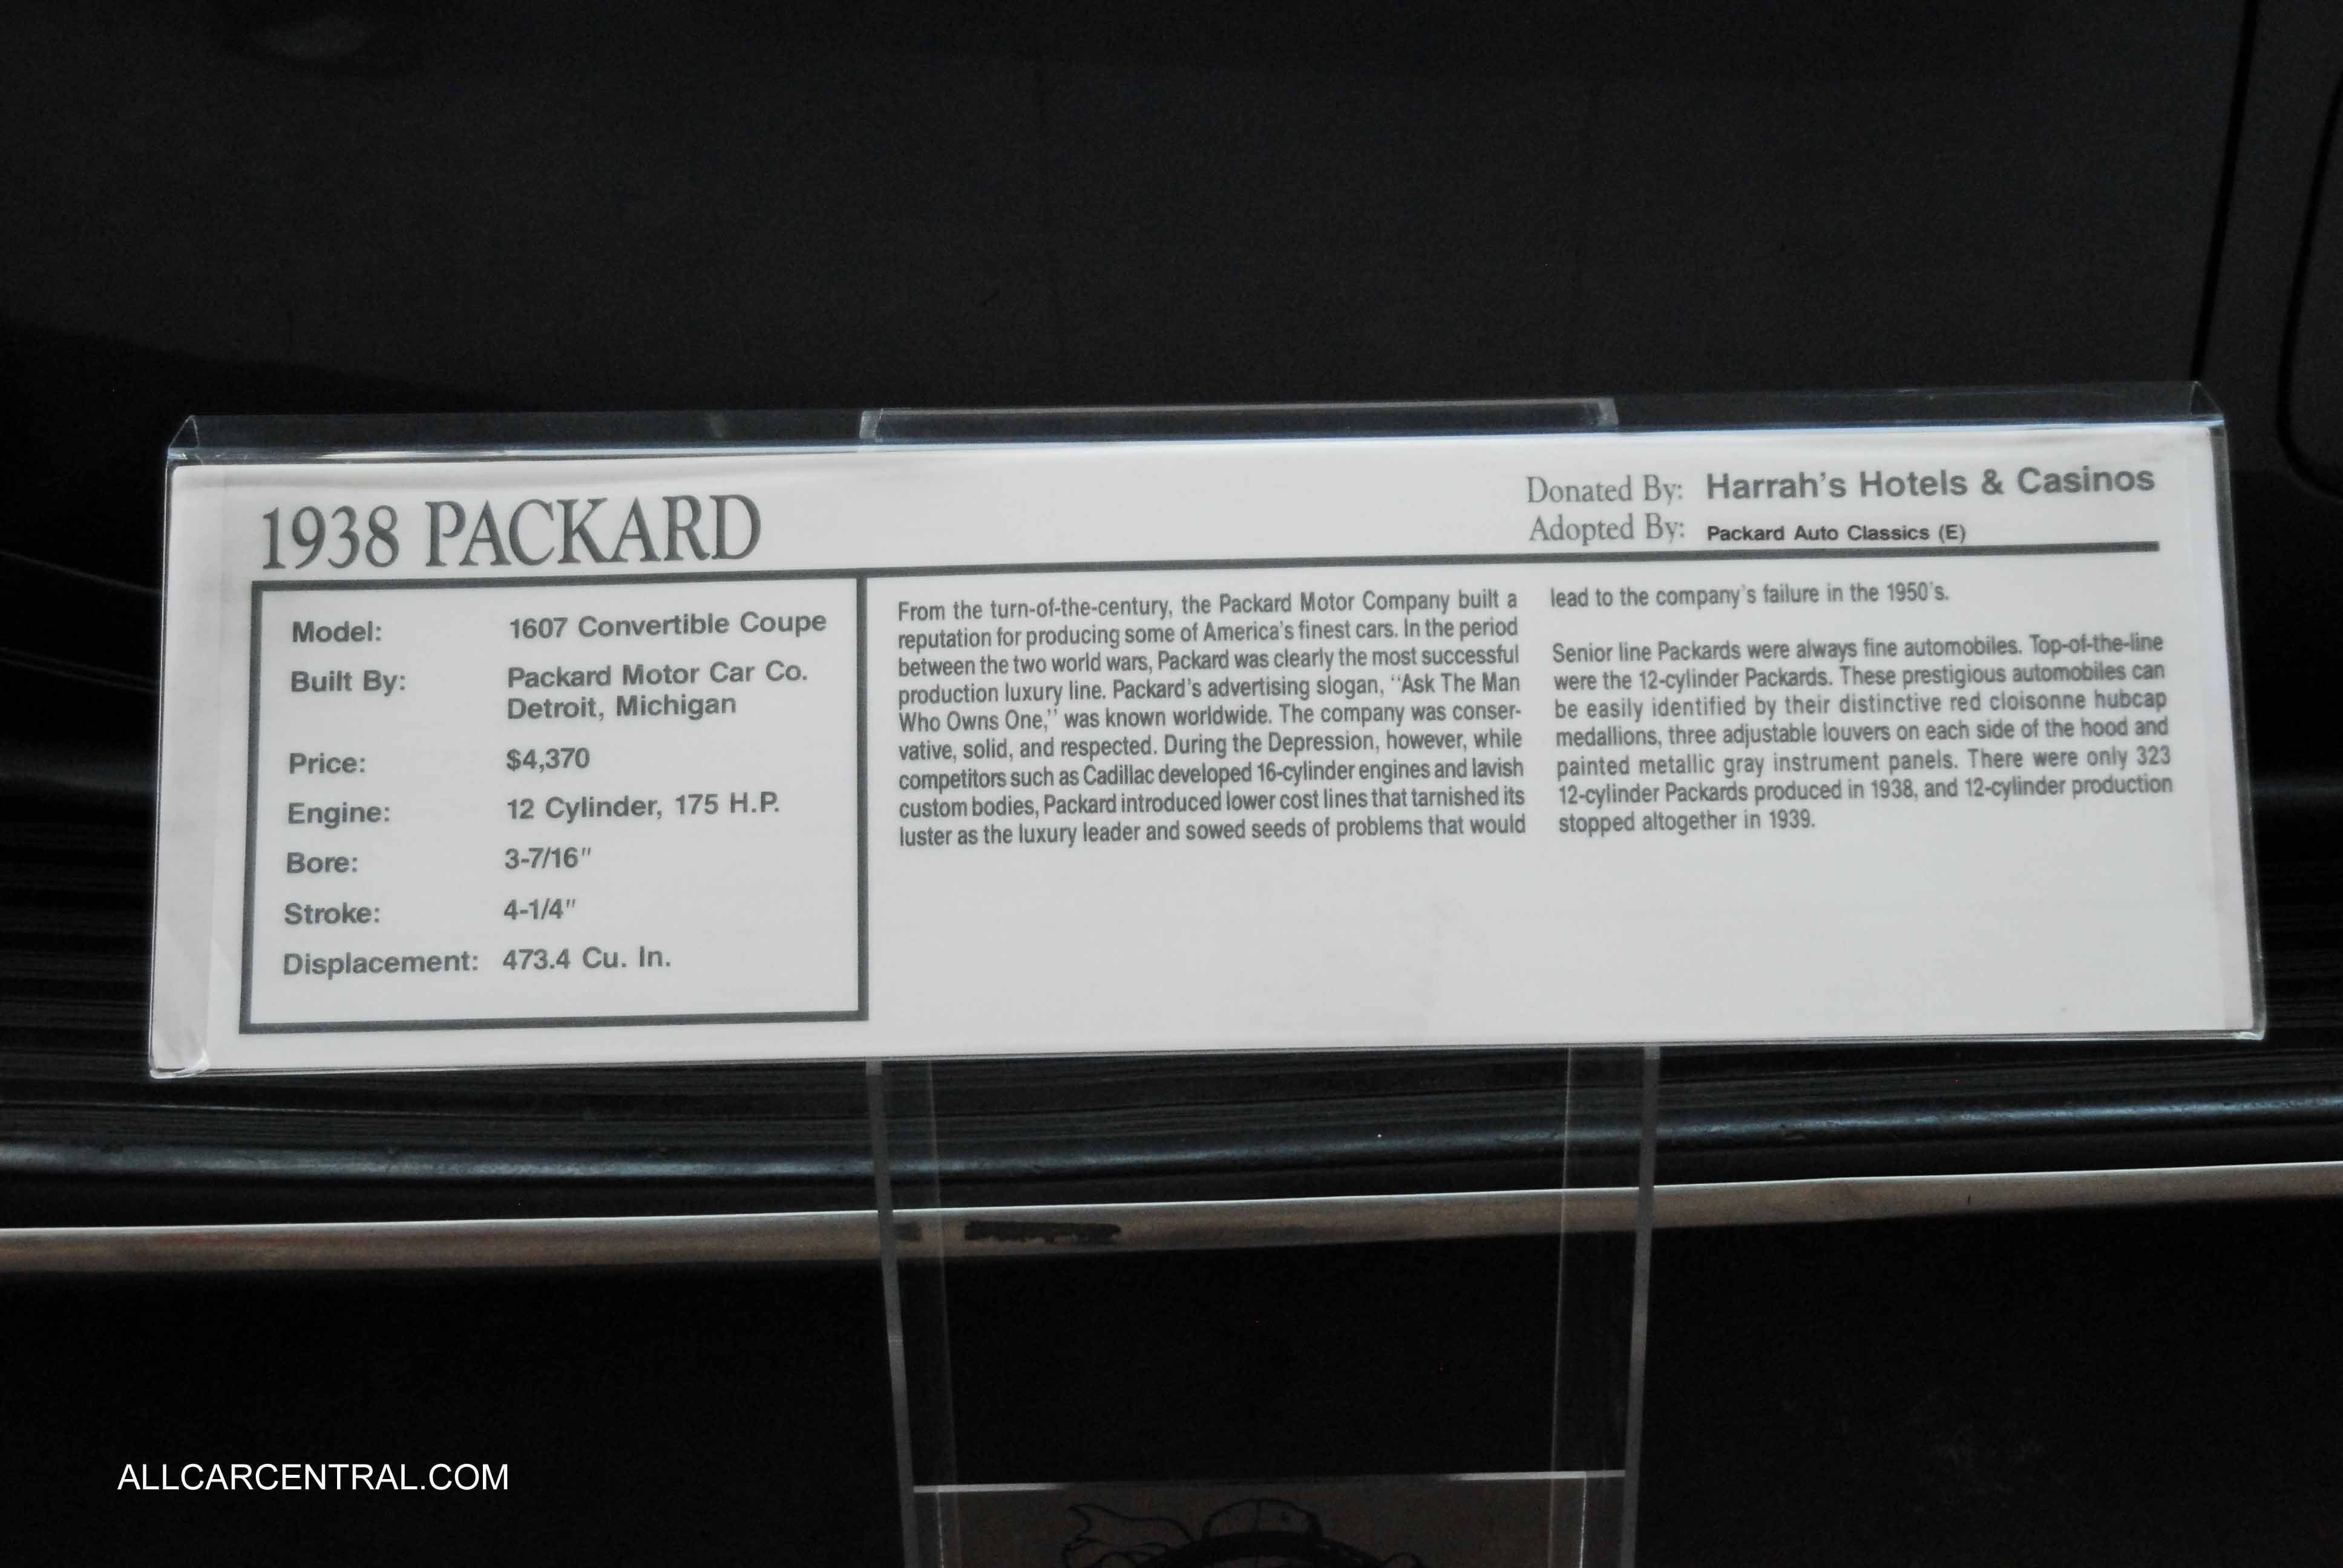 1938 PACKARD
Donated By: Harrah's Hotels & Casinos
Adopted By: Packard Auto Classics (E)
Model: 1607 Convertible Coupe
Built By: Packard Motor Car Co.
Detroit, Michigan
Price: $4,370
Engine: 12 Cylinder, 175 H.P.
Bore: 3-7/16"
Stroke: 4-1/4"
Displacement: 473.4 Cu. In.
From the turn-of-the-century, the Packard Motor Company built a
reputation for producing some of America's finest cars. In the period
between the two world wars, Packard was clearly the most successful
production luxury line. Packard's advertising slogan, "Ask The Man
Who Owns One," was known worldwide. The company was conser-
vative, solid, and respected. During the Depression, however, while
competitors such as Cadillac developed 16-cylinder engines and lavish
custom bodies, Packard introduced lower cost lines that tarnished its
luster as the luxury leader and sowed seeds of problems that would
lead to the company's failure in the 1950's.
Senior line Packards were always fine automobiles. Top-of-the-line
were the 12-cylinder Packards. These prestigious automobiles can
be easily identified by their distinctive red cloisonne hubcap
medallions, three adjustable louvers on each side of the hood and
painted metallic gray instrument panels. There were only 323
12-cylinder Packards produced in 1938, and 12-cylinder production
stopped altogether in 1939.
ALLCARCENTRAL.COM